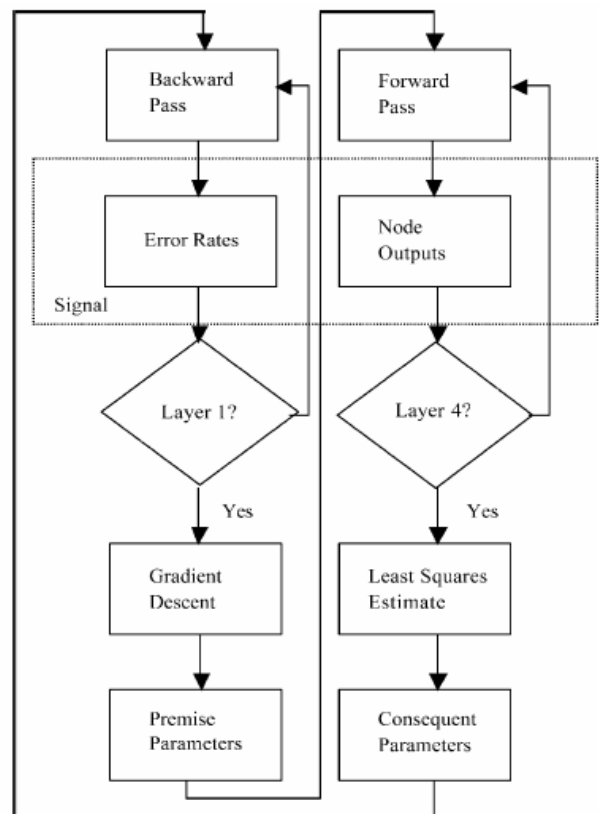 Backward
Pass
Forward
Pass
Error Rates
Node
Outputs
Signal
Layer 1?
Layer 4?
Yes
Yes
Gradient
Descent
Least Squares
Estimate
Premise
Parameters
Consequent
Parameters